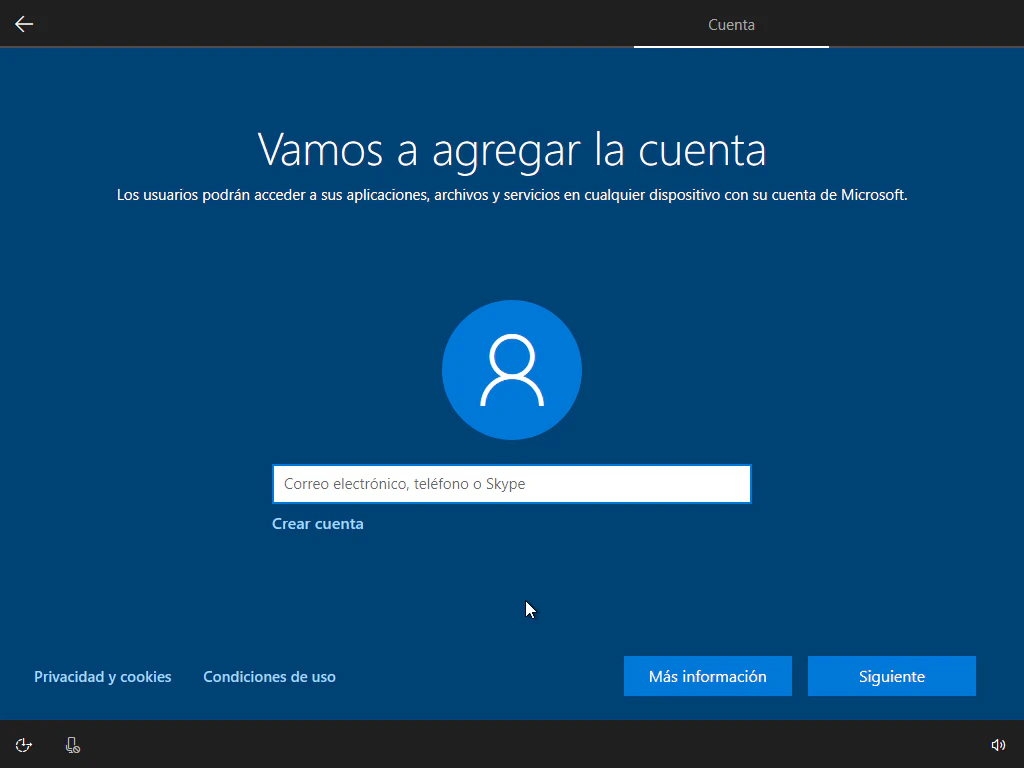 Cuenta
Vamos a agregar la cuenta
Los usuarios podrán acceder a sus aplicaciones, archivos y servicios en cualquier dispositivo con su cuenta de Microsoft.
Correo electrónico, teléfono o Skype
Crear cuenta
Privacidad y cookies
Condiciones de uso
Más información
Siguiente